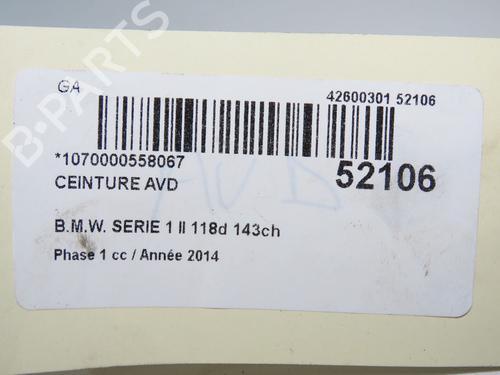 B-PARTS
GA
42600301 52106
*1070000558067
52106
CEINTURE AVD
B.M.W. SERIE 1 II 118d 143ch
Phase 1 cc / Année 2014